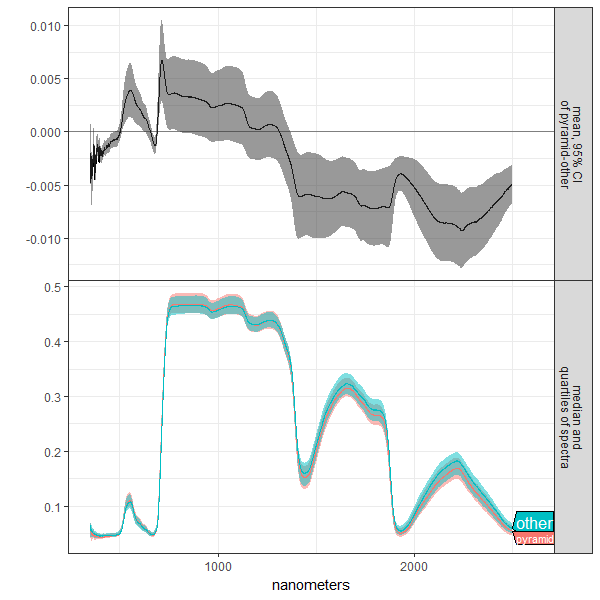 0.010
0.005
0.000
-0.005
-0.010
mean, 95% CI
of pyramid-other
0.5
0.4
0.3
0.2
0.1
median and
quartiles of spectra
other
pyramid
1000
2000
nanometers